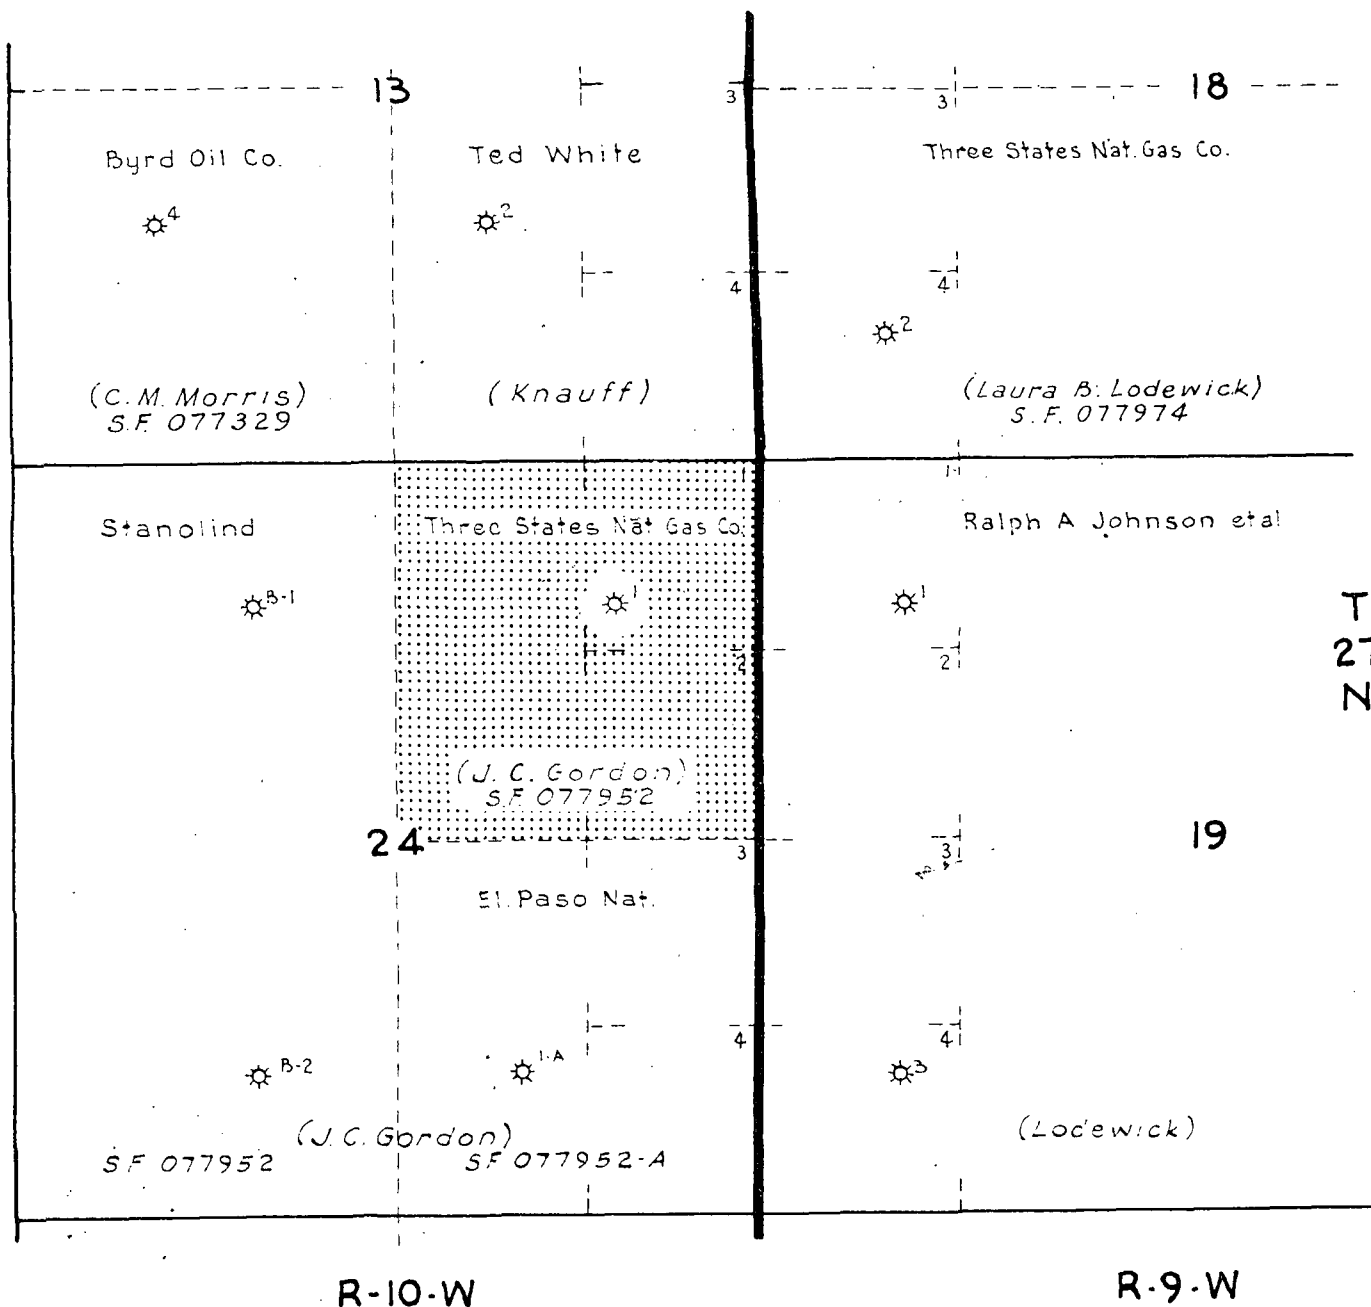 13
18
3
3
Byrd Oil Co.
Ted White
Three States Nat. Gas Co.
4
2
4
4
2
(C.M. Morris)
S.F. 077329
(Knauff)
(Laura B. Lodewick)
S.F. 077974
1
Stanolind
Three States Nat Gas Co.
Ralph A Johnson etal
B-1
1
1
T
27
N
2
2
(J. C. Gordon)
S.F. 077952
24
3
3
19
El Paso Nat.
4
4
B-2
1-A
3
(J.C. Gordon)
(Lodewick)
S.F 077952
SF 077952-A
R-10-W
R-9-W